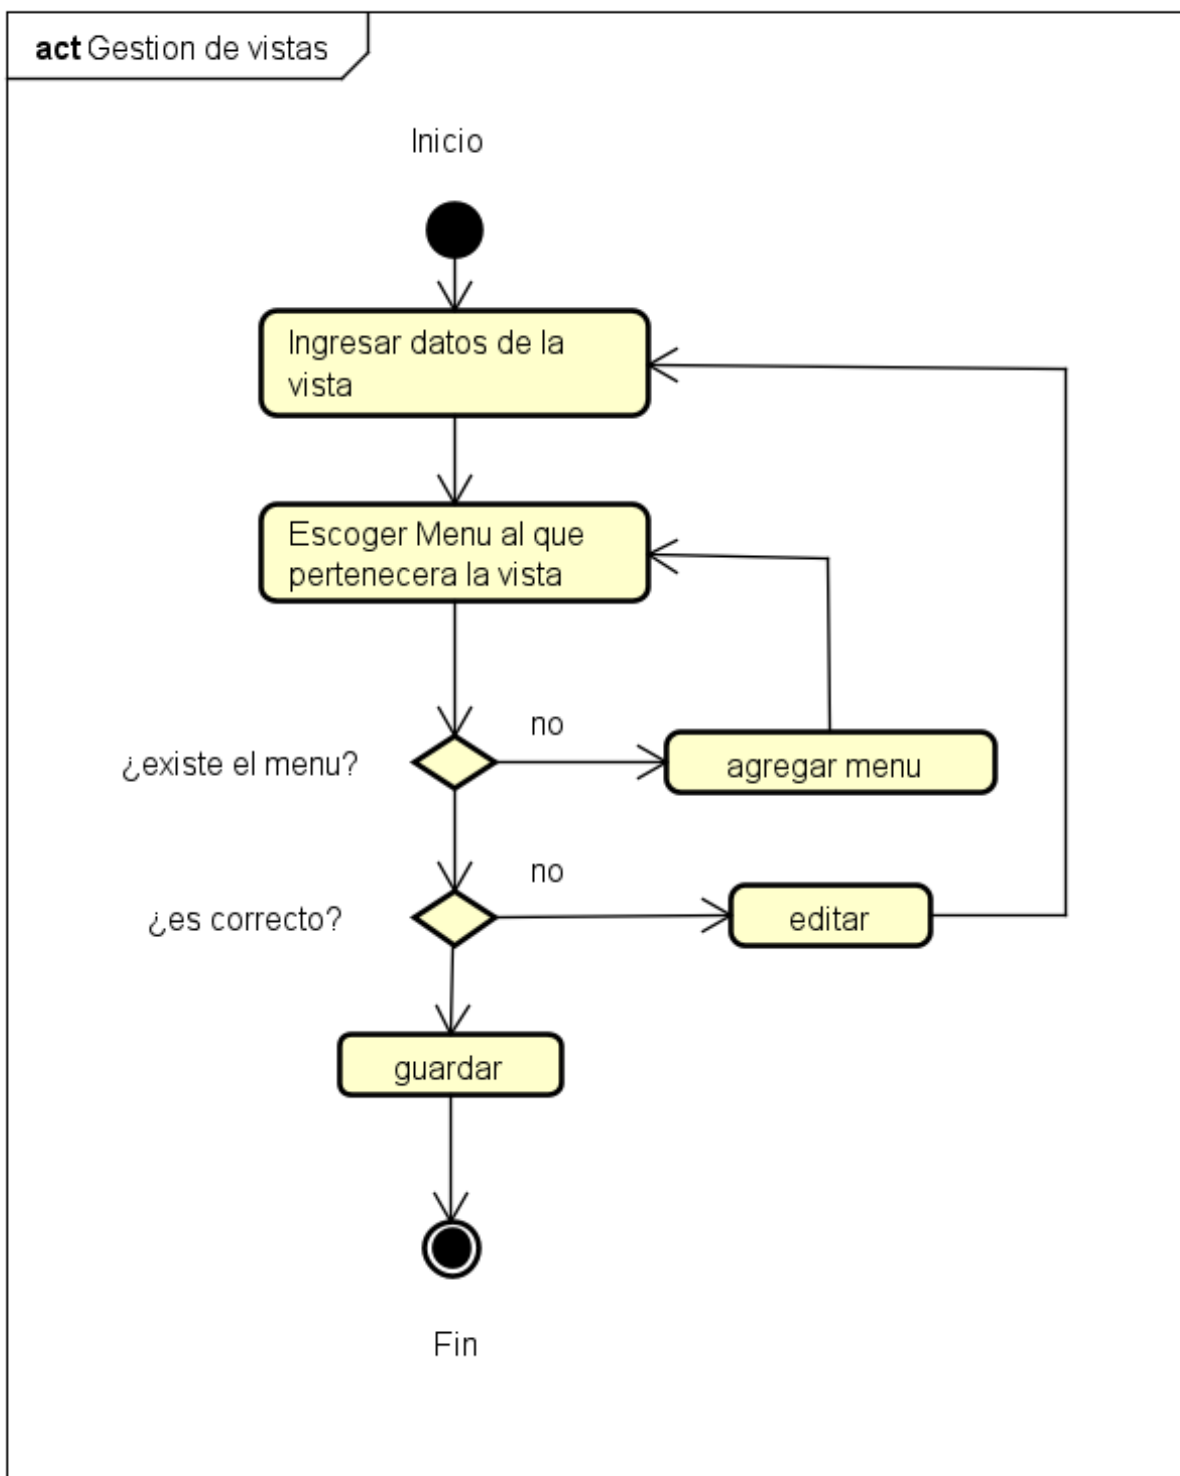 act Gestion de vistas
Inicio
Ingresar datos de la
vista
Escoger Menu al que
pertenecera la vista
no
¿existe el menu?
agregar menu
no
¿es correcto?
editar
guardar
Fin